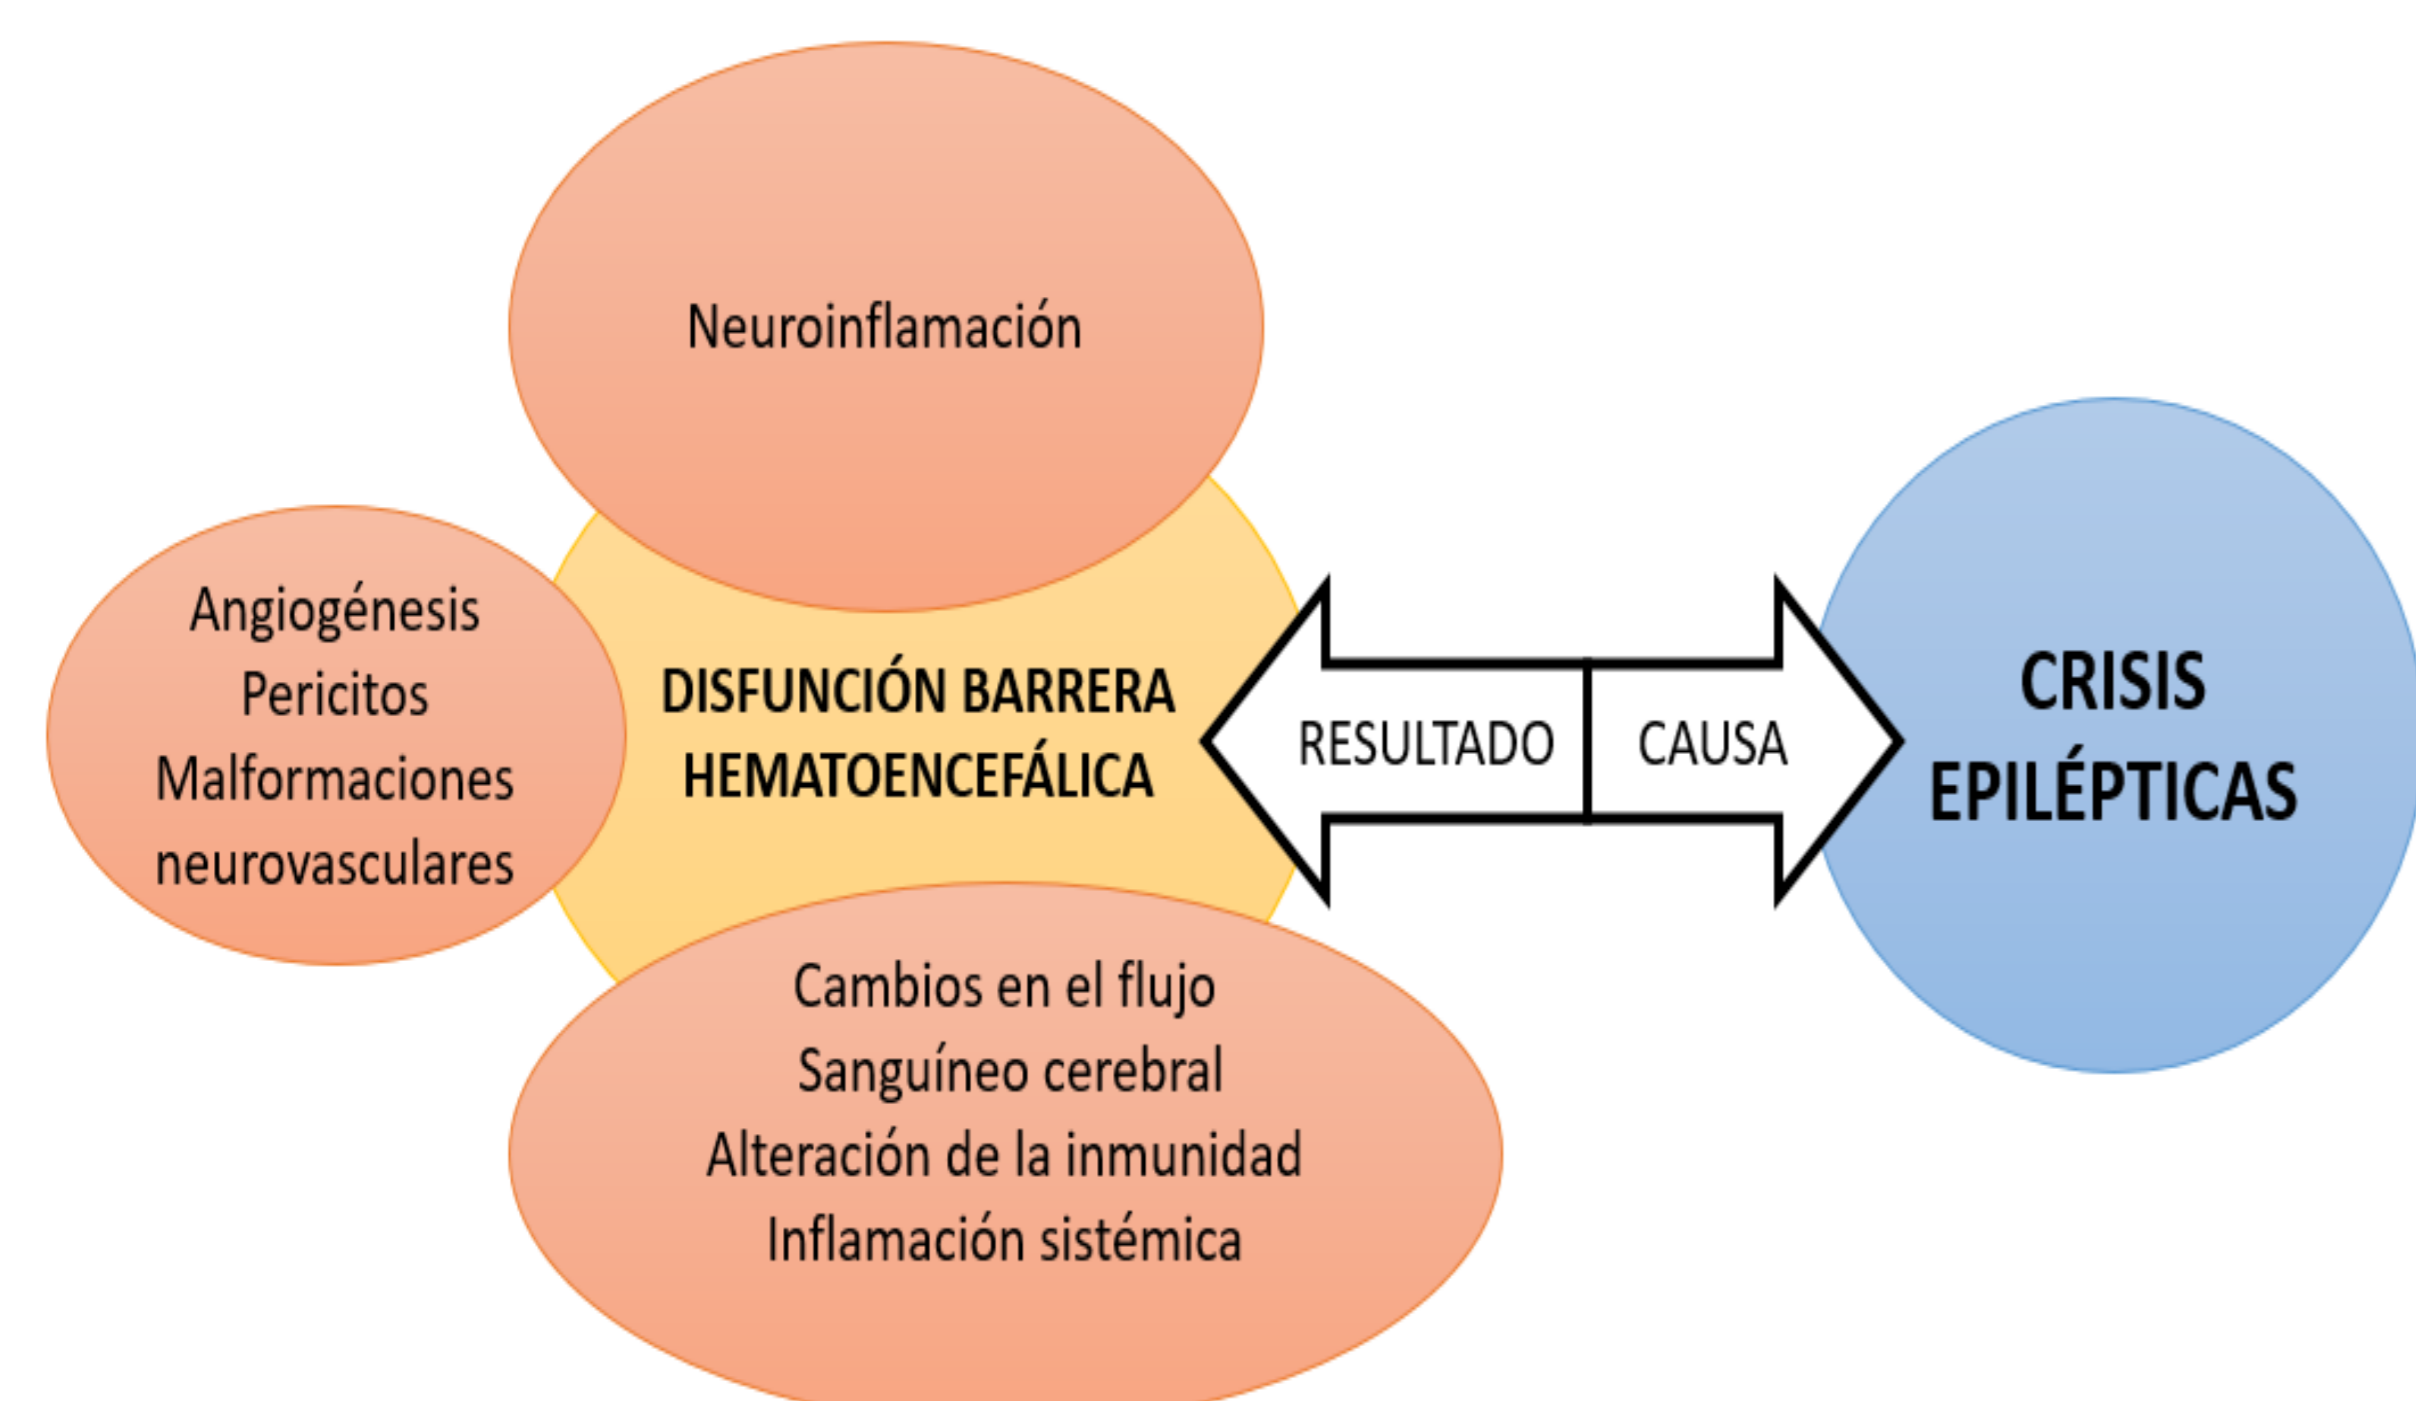 Neuroinflamación
Angiogénesis
Pericitos
Malformaciones
neurovasculares
DISFUNCIÓN BARRERA
HEMATOENCEFÁLICA
RESULTADO
CAUSA
CRISIS
EPILÉPTICAS
Cambios en el flujo
Sanguíneo cerebral
Alteración de la inmunidad
Inflamación sistémica